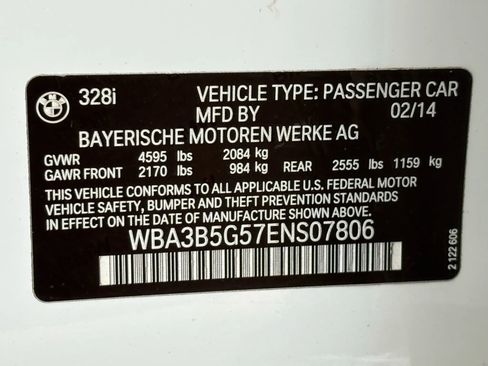 BMW 328i VEHICLE TYPE: PASSENGER CAR
MFD BY 02/14
BAYERISCHE MOTOREN WERKE AG
GVWR 4595 lbs 2084 kg
GAWR FRONT 2170 lbs 984 kg REAR 2555 lbs 1159 kg
THIS VEHICLE CONFORMS TO ALL APPLICABLE U.S. FEDERAL MOTOR
VEHICLE SAFETY, BUMPER AND THEFT PREVENTION STANDARDS
IN EFFECT ON THE DATE OF MANUFACTURE SHOWN ABOVE.
WBA3B5G57ENS07806
2 122 606